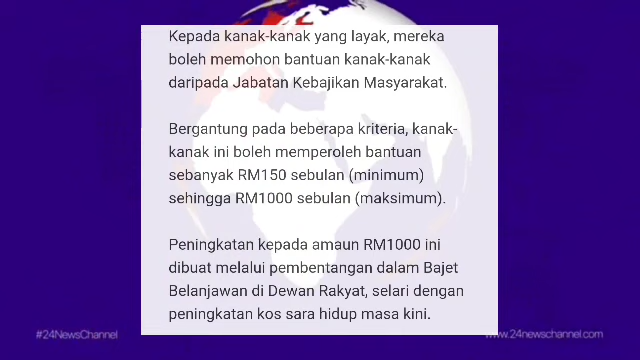 Kepada kanak-kanak yang layak, mereka
boleh memohon bantuan kanak-kanak
daripada Jabatan Kebajikan Masyarakat.
Bergantung pada beberapa kriteria, kanak-
kanak ini boleh memperoleh bantuan
sebanyak RM150 sebulan (minimum)
sehingga RM1000 sebulan (maksimum).
Peningkatan kepada amaun RM1000 ini
dibuat melalui pembentangan dalam Bajet
Belanjawan di Dewan Rakyat, selari dengan
peningkatan kos sara hidup masa kini.
#24NewsChannel
www.24newschannel.com